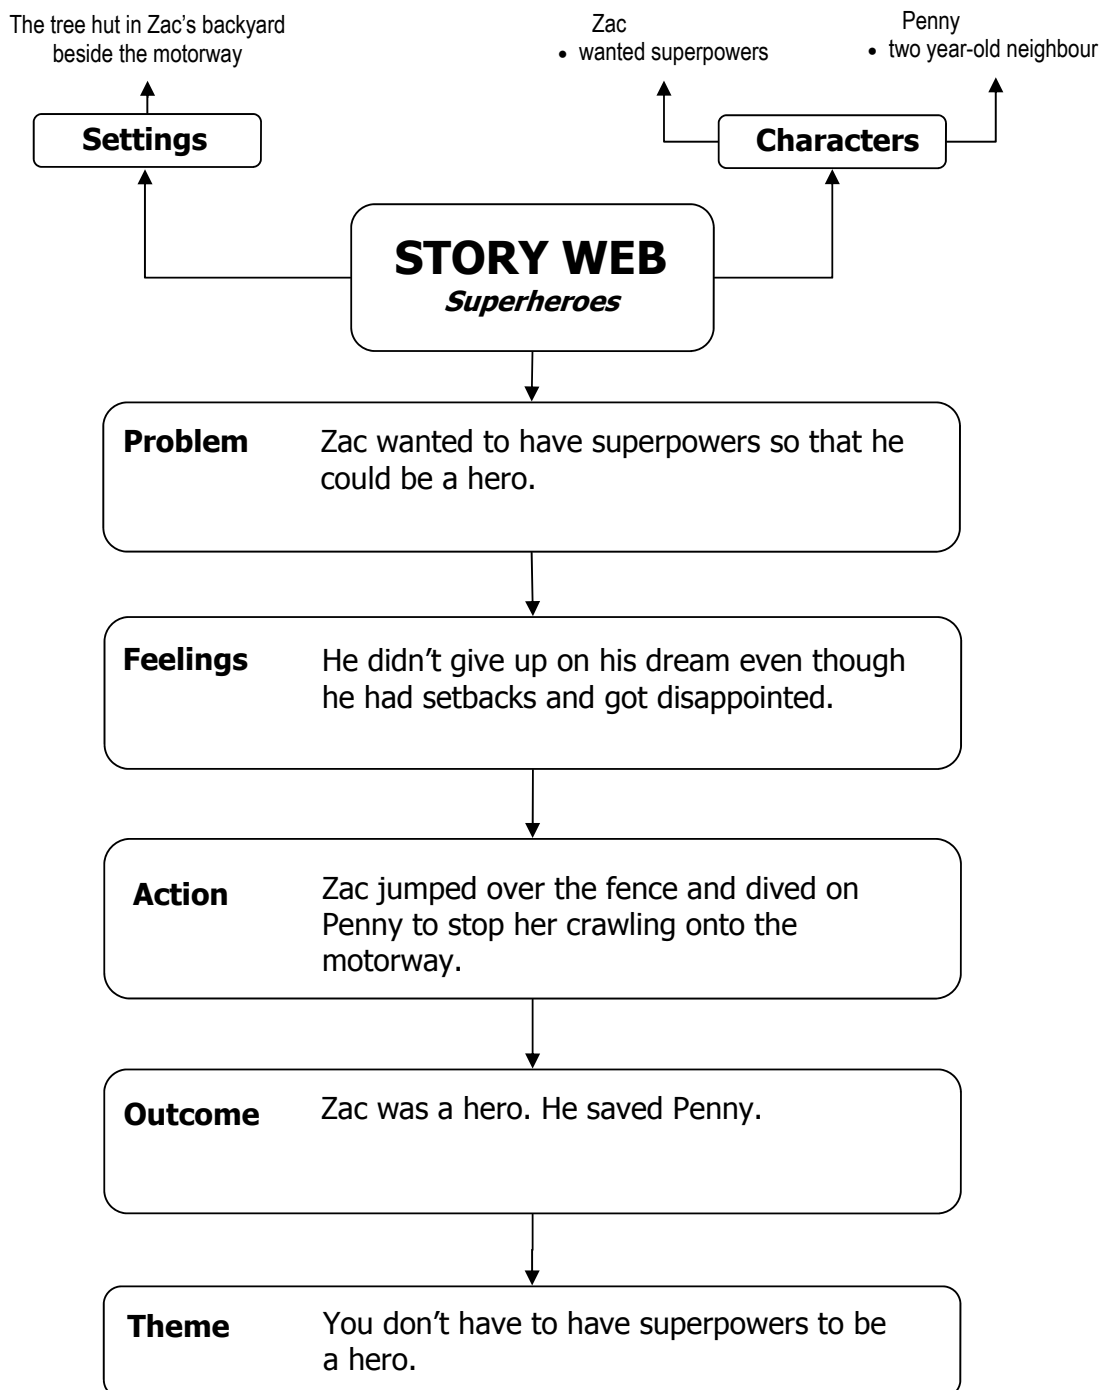 The tree hut in Zac’s backyard
beside the motorway
Zac
• wanted superpowers
Penny
• two year-old neighbour
Settings
Characters
STORY WEB
Superheroes
Problem
Zac wanted to have superpowers so that he
could be a hero.
Feelings
He didn’t give up on his dream even though
he had setbacks and got disappointed.
Action
Zac jumped over the fence and dived on
Penny to stop her crawling onto the
motorway.
Outcome
Zac was a hero. He saved Penny.
Theme
You don’t have to have superpowers to be
a hero.